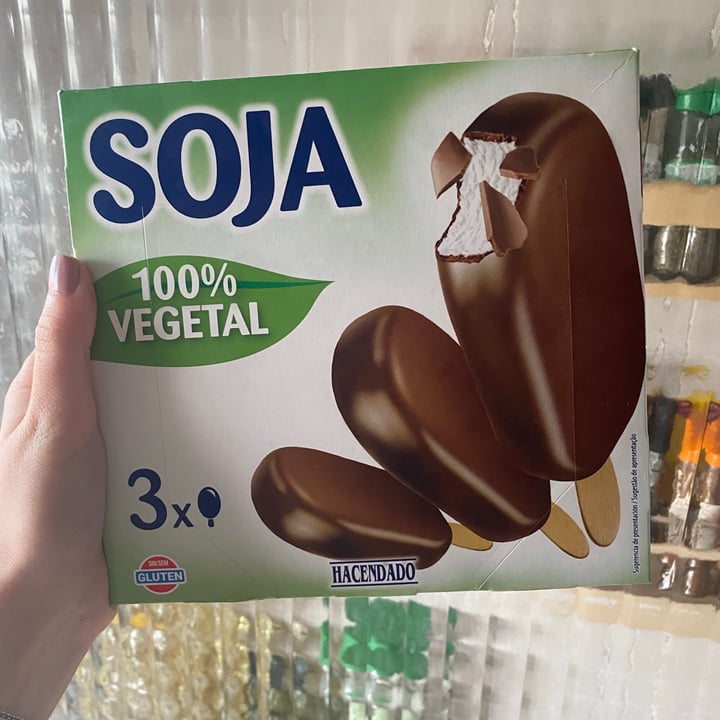 SOJA
100%
VEGETAL
3x
SIN/SEM
GLUTEN
HACENDADO
Sugerencia de presentación / Sugestão de apresentação